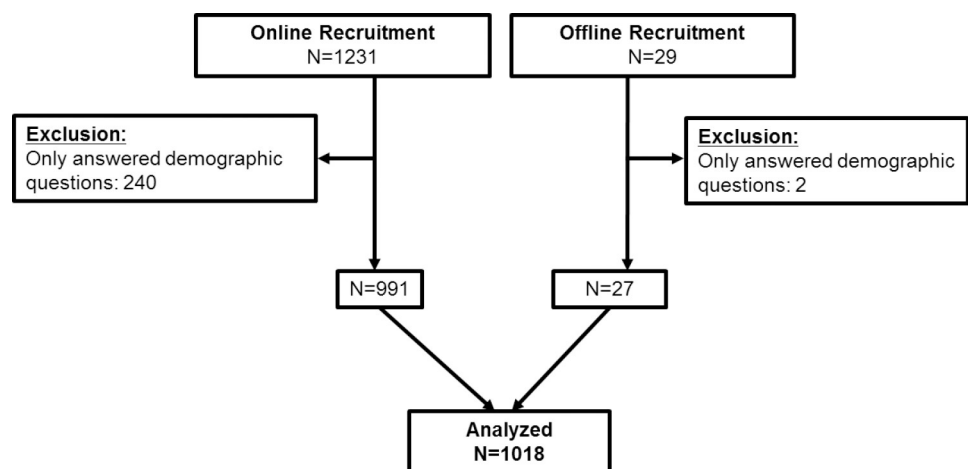 Online Recruitment
N=1231
Offline Recruitment
N=29
Exclusion:
Only answered demographic
questions: 240
Exclusion:
Only answered demographic
questions: 2
N=991
N=27
Analyzed
N=1018